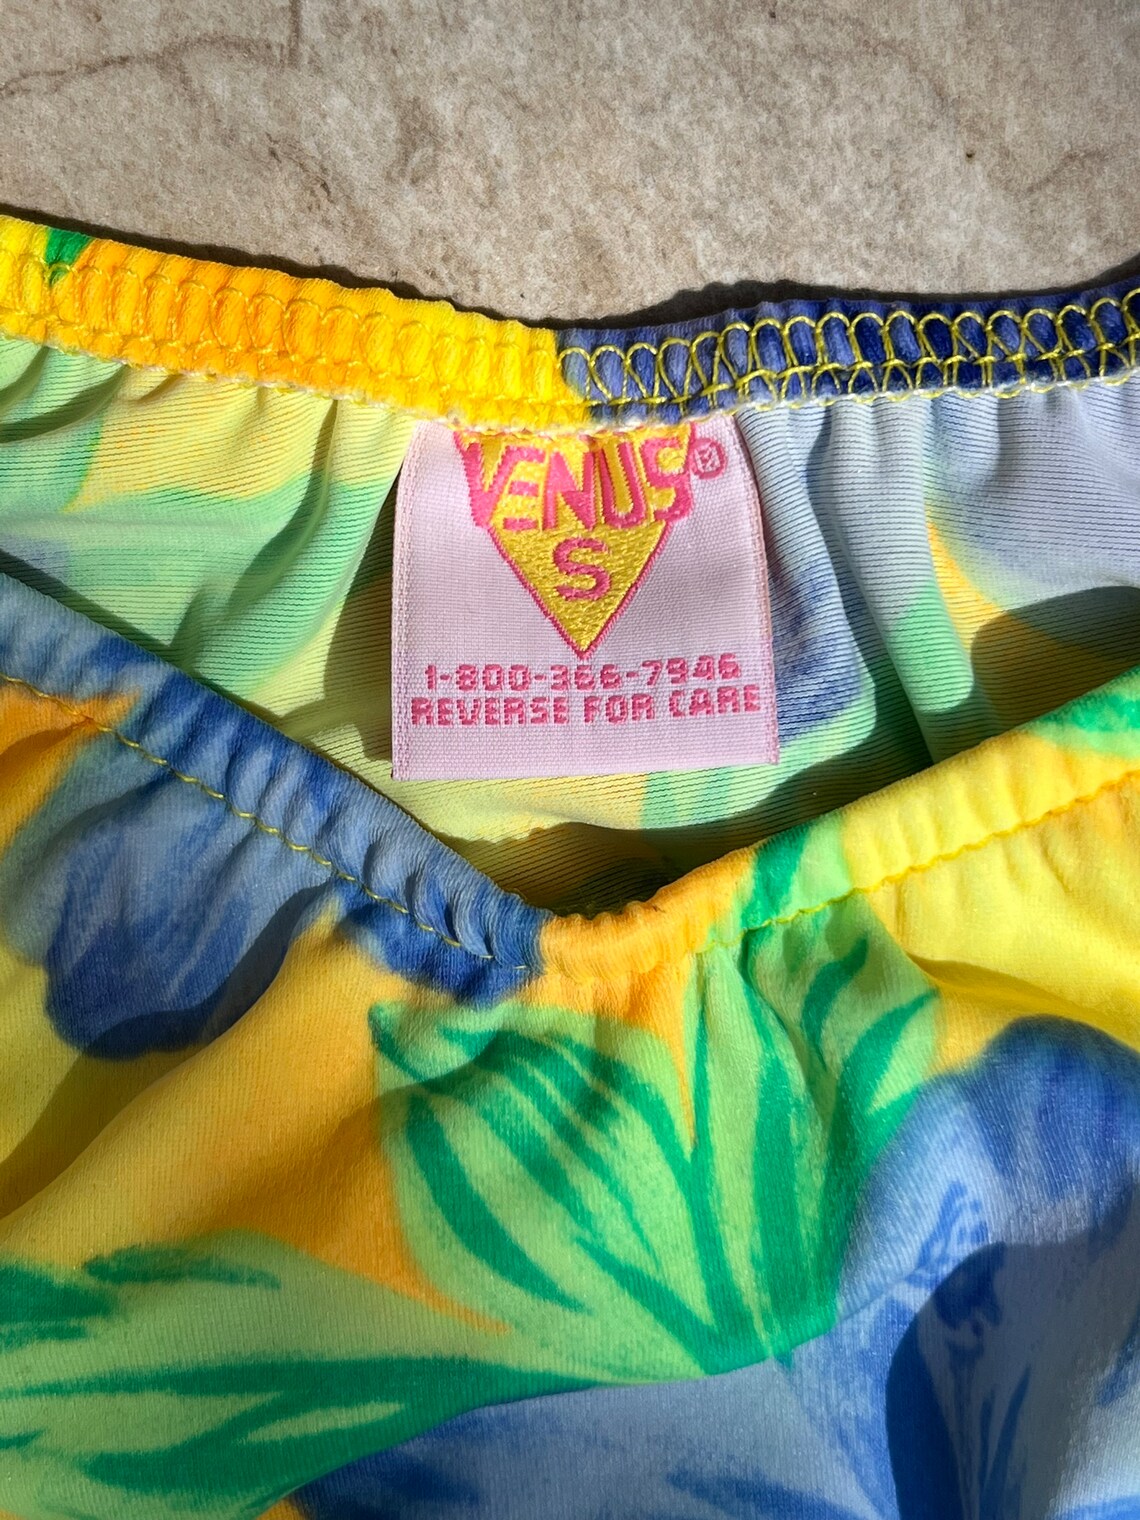 VENUS®
S
1-800-366-7946
REVERSE FOR CARE